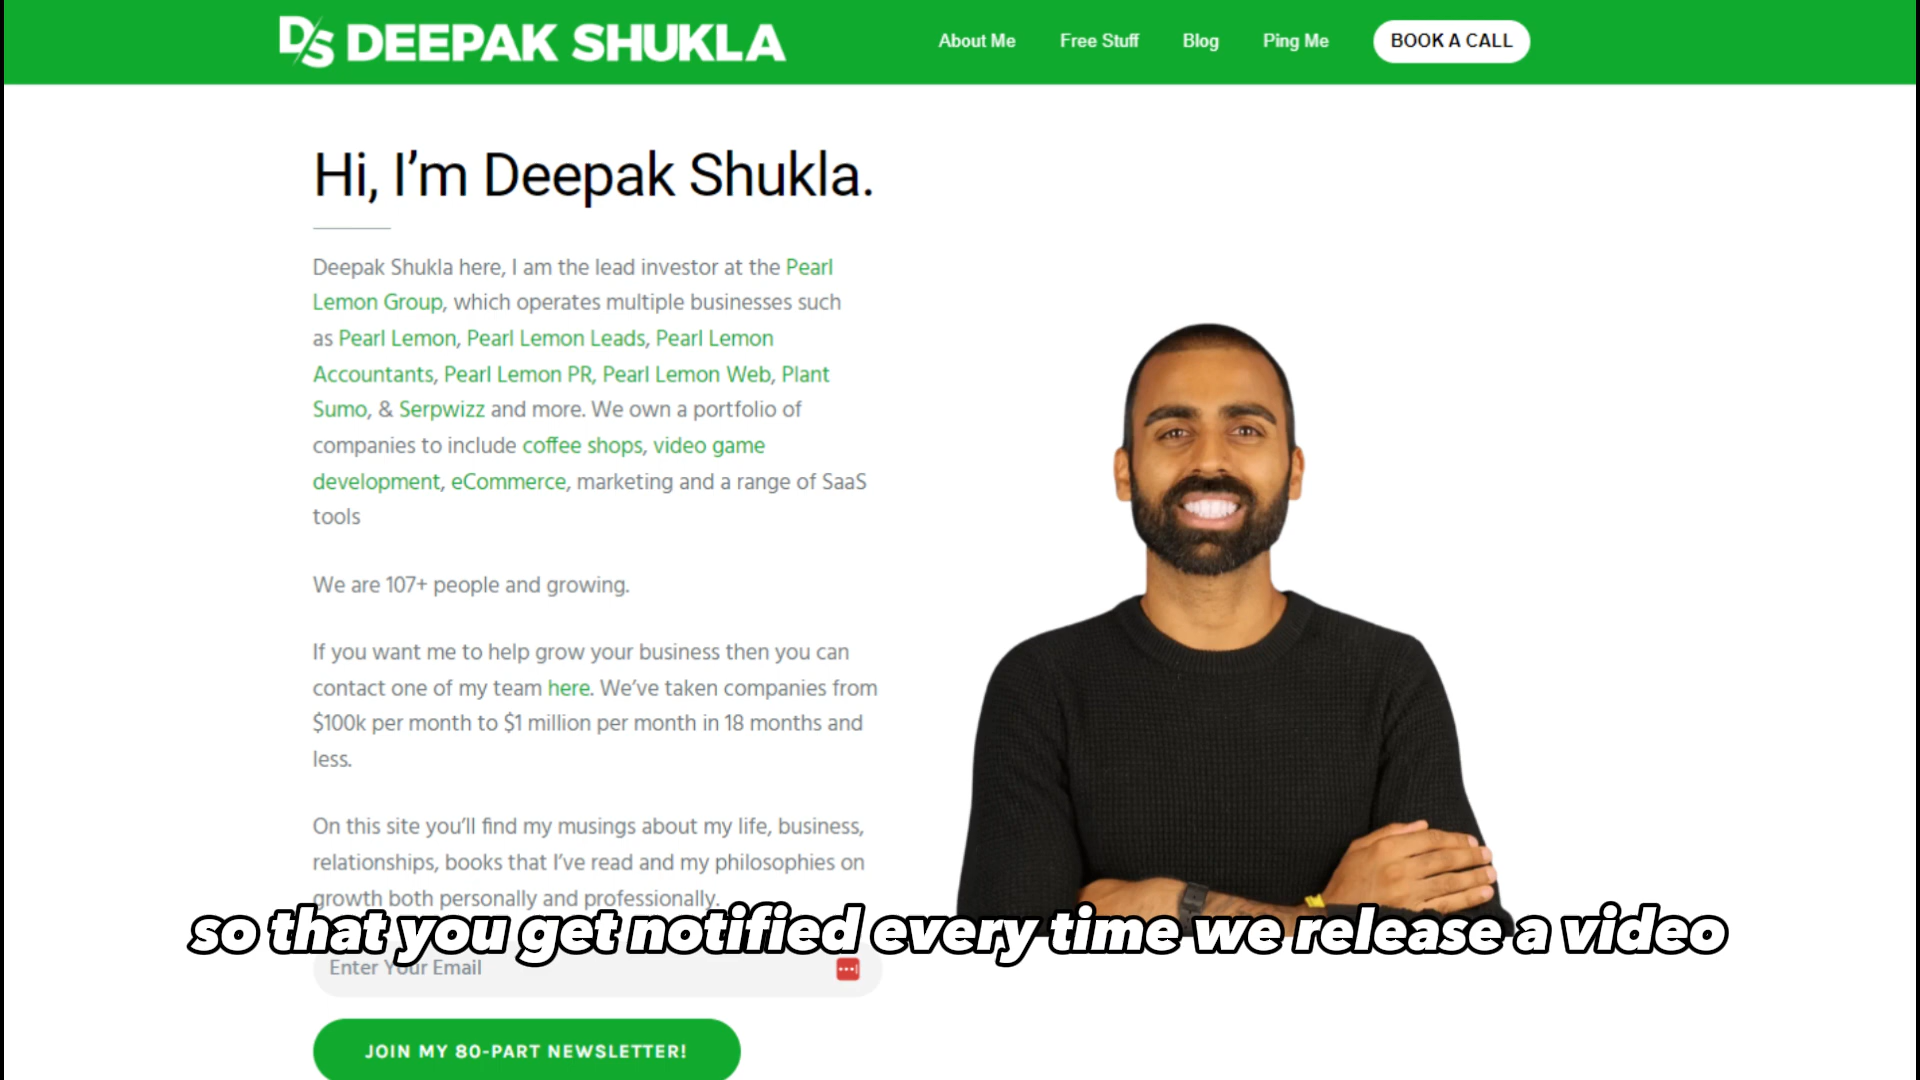 DS DEEPAK SHUKLA
About Me Free Stuff Blog Ping Me BOOK A CALL
Hi, I’m Deepak Shukla.
Deepak Shukla here, I am the lead investor at the Pearl
Lemon Group, which operates multiple businesses such
as Pearl Lemon, Pearl Lemon Leads, Pearl Lemon
Accountants, Pearl Lemon PR, Pearl Lemon Web, Plant
Sumo, & Serpwizz and more. We own a portfolio of
companies to include coffee shops, video game
development, eCommerce, marketing and a range of SaaS
tools
We are 107+ people and growing.
If you want me to help grow your business then you can
contact one of my team here. We’ve taken companies from
$100k per month to $1 million per month in 18 months and
less.
On this site you’ll find my musings about my life, business,
relationships, books that I’ve read and my philosophies on
growth both personally and professionally.
so that you get notified every time we release a video
Enter Your Email
JOIN MY 80-PART NEWSLETTER!